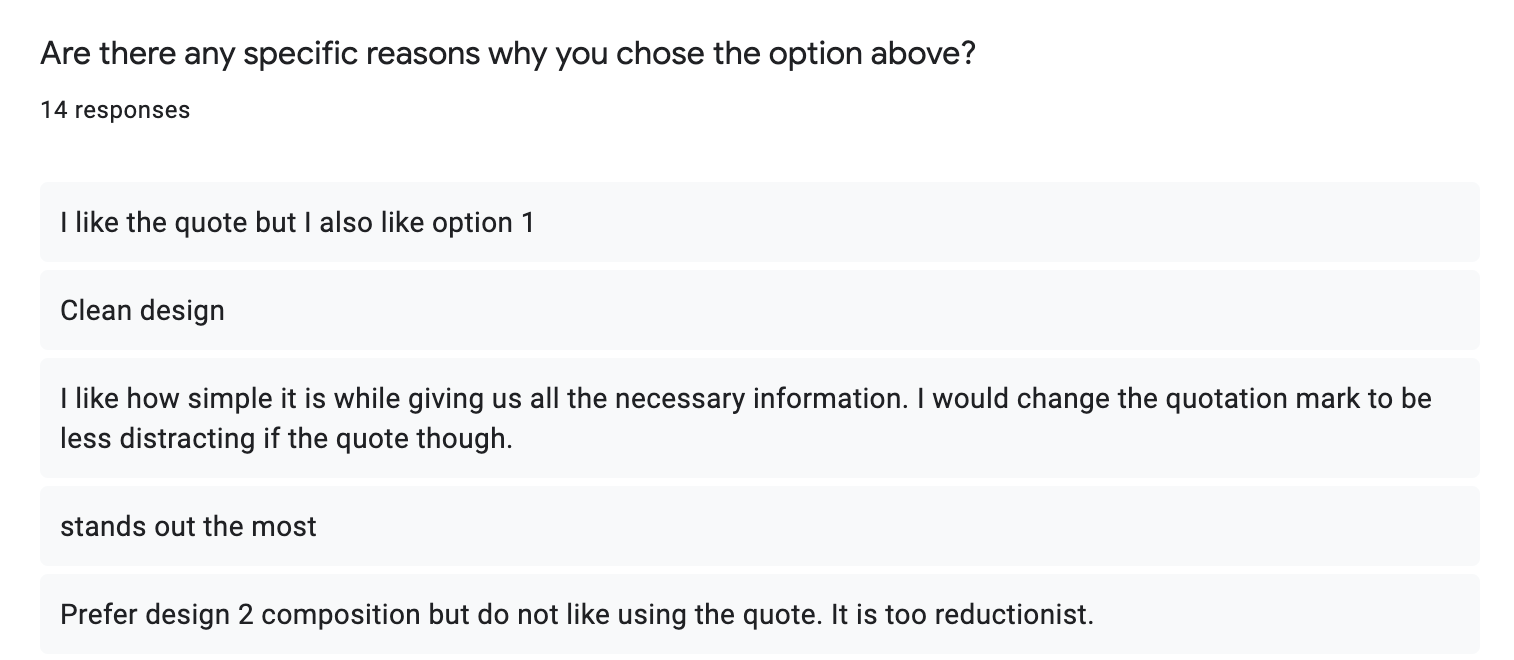 Are there any specific reasons why you chose the option above?
14 responses
I like the quote but I also like option 1
Clean design
I like how simple it is while giving us all the necessary information. I would change the quotation mark to be
less distracting if the quote though.
stands out the most
Prefer design 2 composition but do not like using the quote. It is too reductionist.